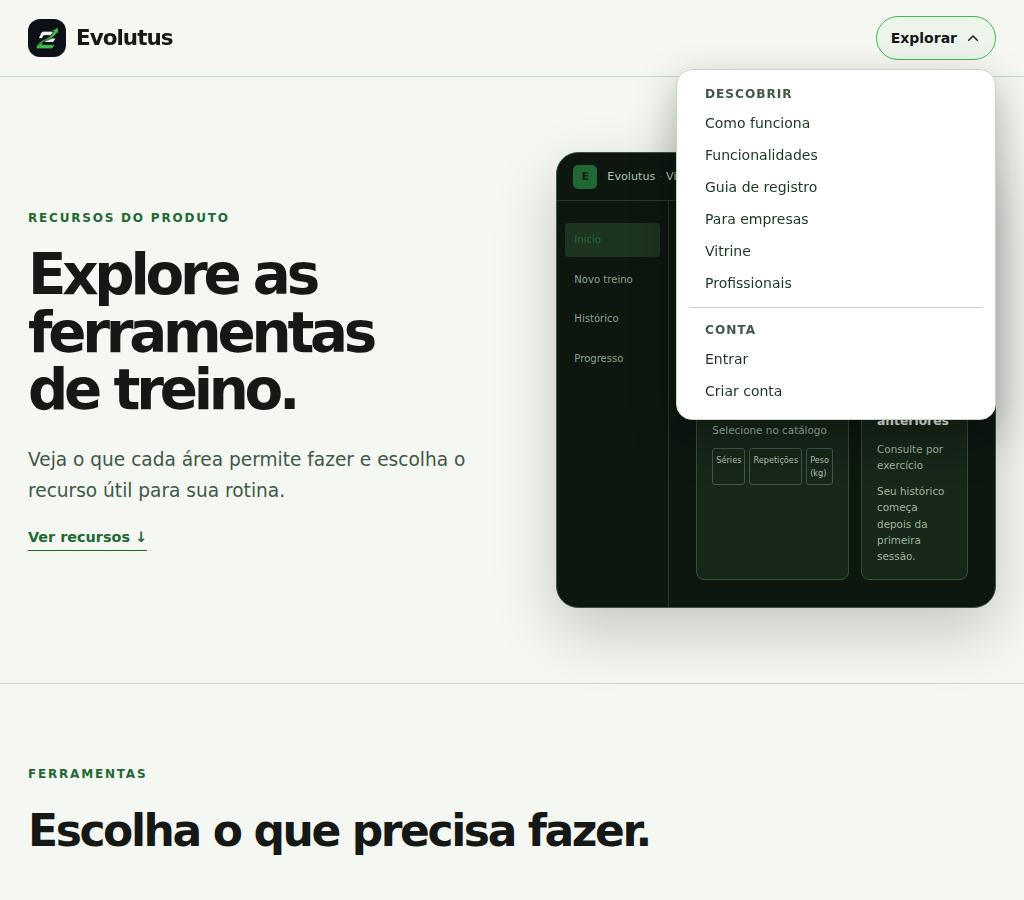 Evolutus
Explorar
DESCOBRIR
Como funciona
Funcionalidades
Guia de registro
Para empresas
Vitrine
Profissionais
CONTA
Entrar
Criar conta
RECURSOS DO PRODUTO
Explore as
ferramentas
de treino.
Veja o que cada área permite fazer e escolha o
recurso útil para sua rotina.
Ver recursos ↓
E
Evolutus · Vi
Início
Novo treino
Histórico
Progresso
Selecione no catálogo
Séries
Repetições
Peso
(kg)
anteriores
Consulte por
exercício
Seu histórico
começa
depois da
primeira
sessão.
FERRAMENTAS
Escolha o que precisa fazer.